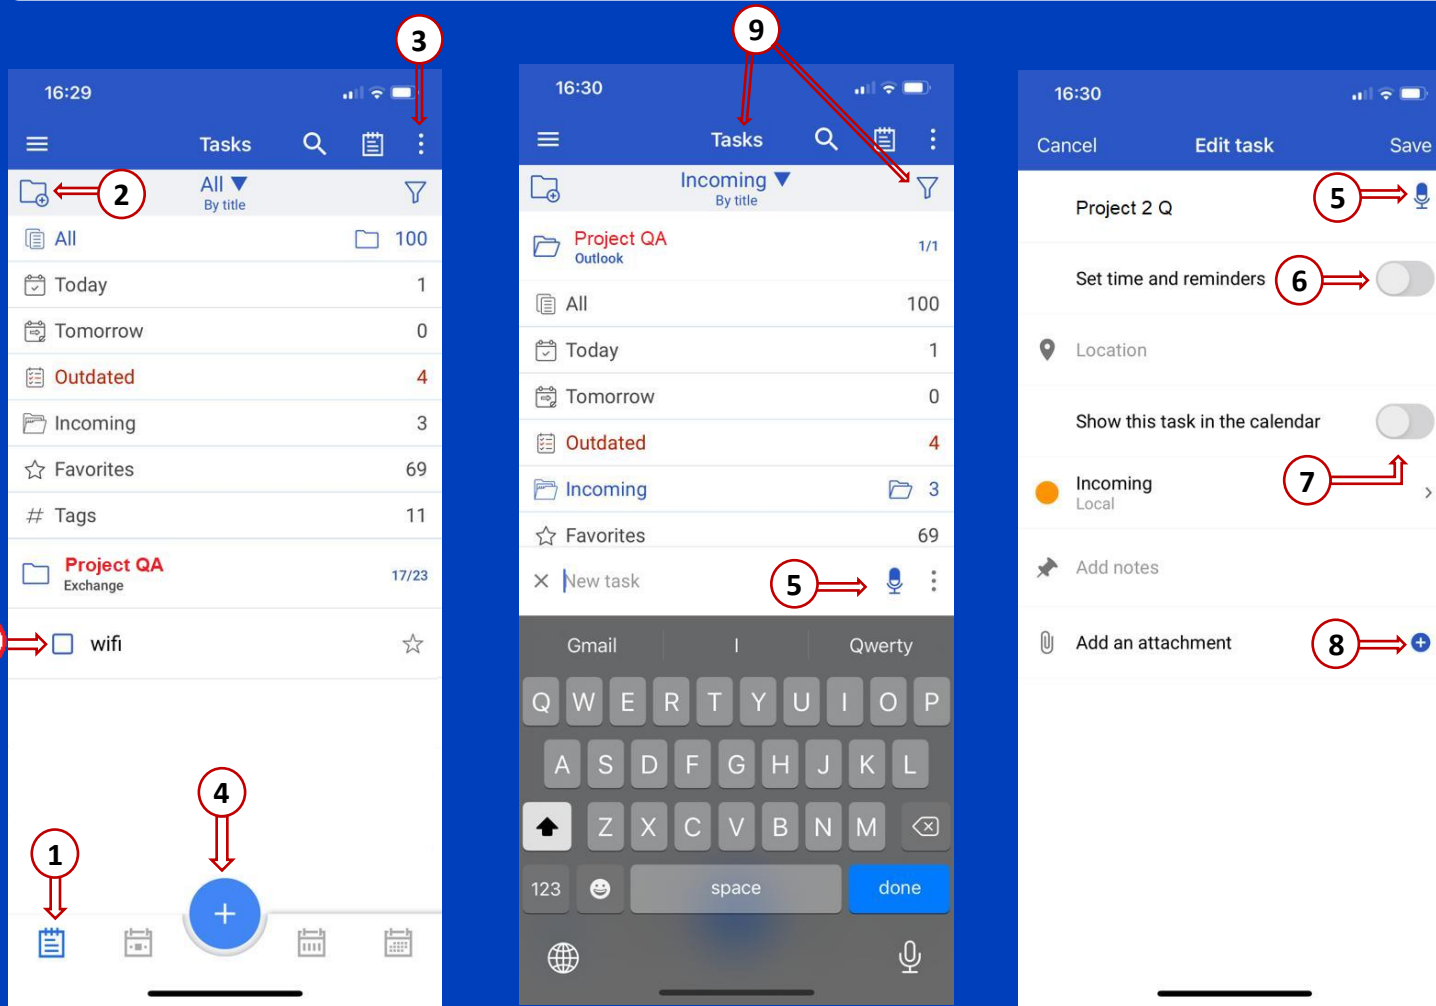 3
9
16:29
Tasks
2
All ▼
By title
All 100
Today 1
Tomorrow 0
Outdated 4
Incoming 3
Favorites 69
# Tags 11
Project QA
Exchange
17/23
wifi
4
1
+
16:30
Tasks
Incoming ▼
By title
Project QA
Outlook
1/1
All 100
Today 1
Tomorrow 0
Outdated 4
Incoming 3
Favorites 69
New task
5
Gmail I Qwerty
Q W E R T Y U I O P
A S D F G H J K L
Z X C V B N M
123 space done
16:30
Cancel Edit task Save
Project 2 Q
5
Set time and reminders 6
Location
Show this task in the calendar
7
Incoming
Local
Add notes
Add an attachment 8